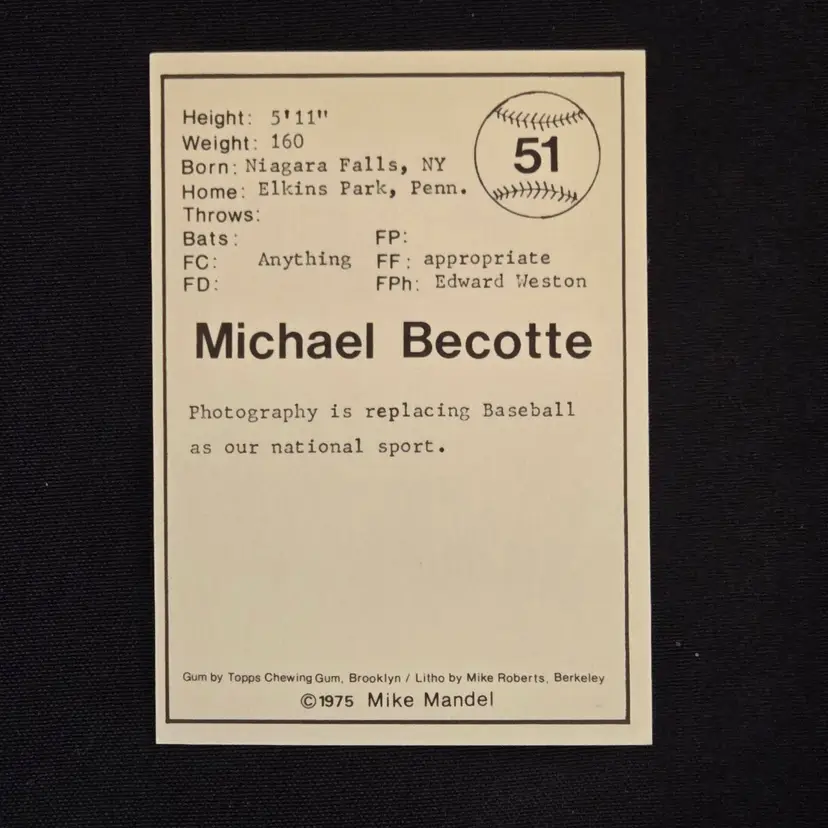 Height: 5'11"
51
Weight: 160
Born: Niagara Falls, NY
Home: Elkins Park, Penn.
Throws:
Bats: FP:
FC: Anything FF: appropriate
FD: FPh: Edward Weston
Michael Becotte
Photography is replacing Baseball
as our national sport.
Gum by Topps Chewing Gum, Brooklyn / Litho by Mike Roberts, Berkeley
©1975 Mike Mandel